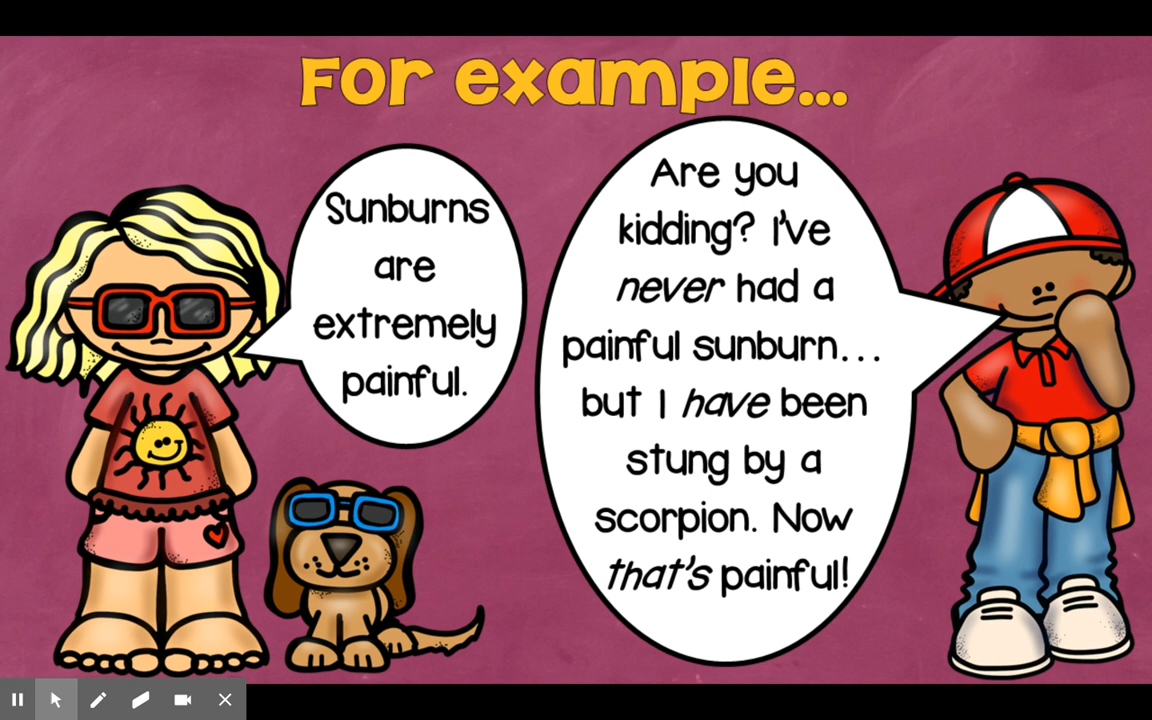 For example...
Sunburns
are
extremely
painful.
Are you
kidding? I've
never had a
painful sunburn...
but I have been
stung by a
scorpion. Now
that's painful!